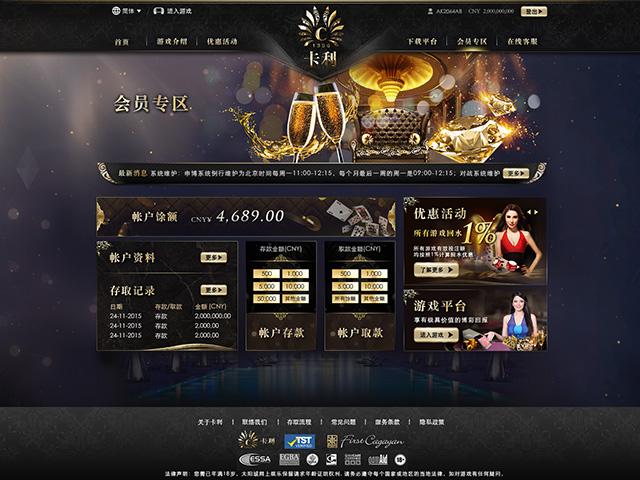 简体 进入游戏 AK2064AB CNY 2,000,000,000 登出
首页 游戏介绍 优惠活动 下载平台 会员专区 在线客服
C
1396
卡利
会员专区
最新消息 系统维护：申博系统例行维护为北京时间每周一11:00-12:15，每个月最后一周的周一是09:00-12:15；对战系统维护 更多
帐户馀额 CNY¥ 4,689.00
优惠活动
所有游戏回水 1%
所有游戏有效投注额
均按照1%计算回水优惠
了解更多
帐户资料 更多
存取记录 更多
日期 存款/取款 金额 (CNY)
24-11-2015 存款 2,000,000.00
24-11-2015 存款 2,000.00
24-11-2015 存款 2,000.00
存款金额(CNY)
500 1,000
5,000 10,000
50,000 其他金额
帐户存款
取款金额(CNY)
500 1,000
5,000 10,000
所有馀额 其他金额
帐户取款
游戏平台
享有极具价值的博彩回报
进入游戏
关于卡利 联络我们 存取流程 常见问题 服务条款 隐私政策
卡利 TST VERIFIED First Cagayan
ESSA EGBA 18+
法律声明：您需已年满18岁，太阳城网上娱乐保留请求年龄证明权利。请务必遵守每个国家或地区的当地法律。如对游戏有任何疑问。